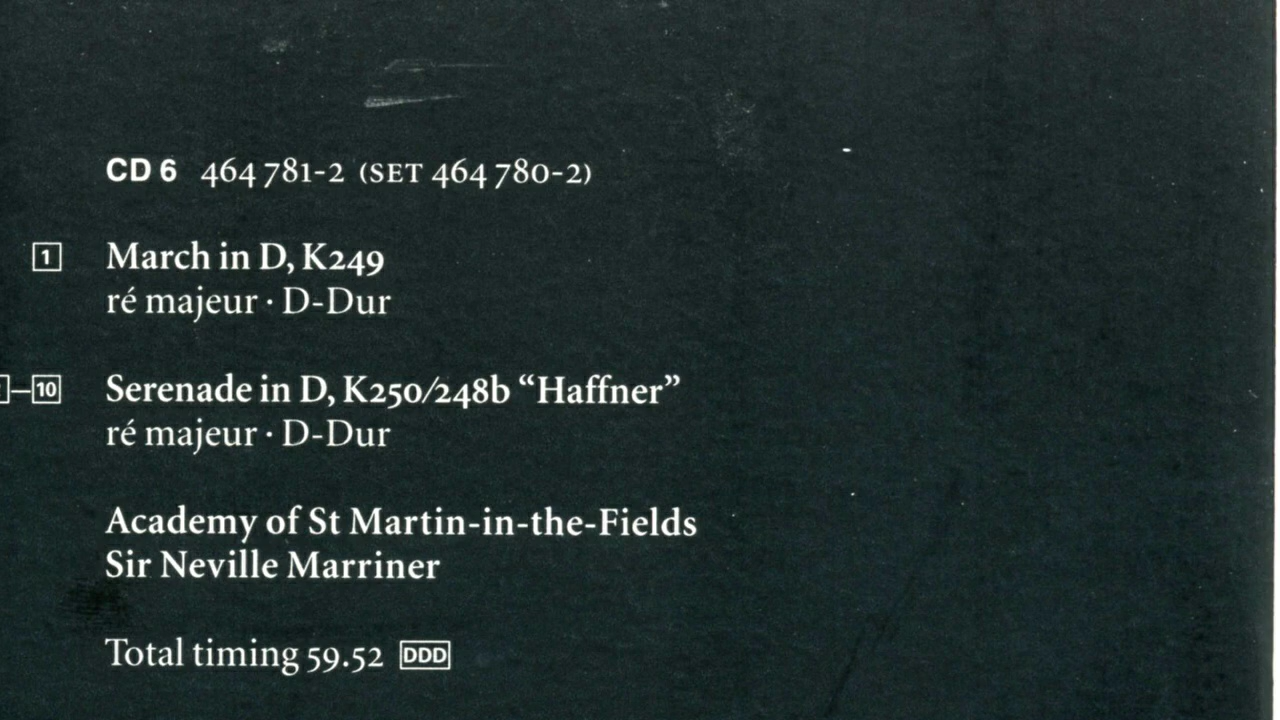 CD 6 464 781-2 (SET 464 780-2)
1 March in D, K249
ré majeur · D-Dur
–10 Serenade in D, K250/248b “Haffner”
ré majeur · D-Dur
Academy of St Martin-in-the-Fields
Sir Neville Marriner
Total timing 59.52 DDD